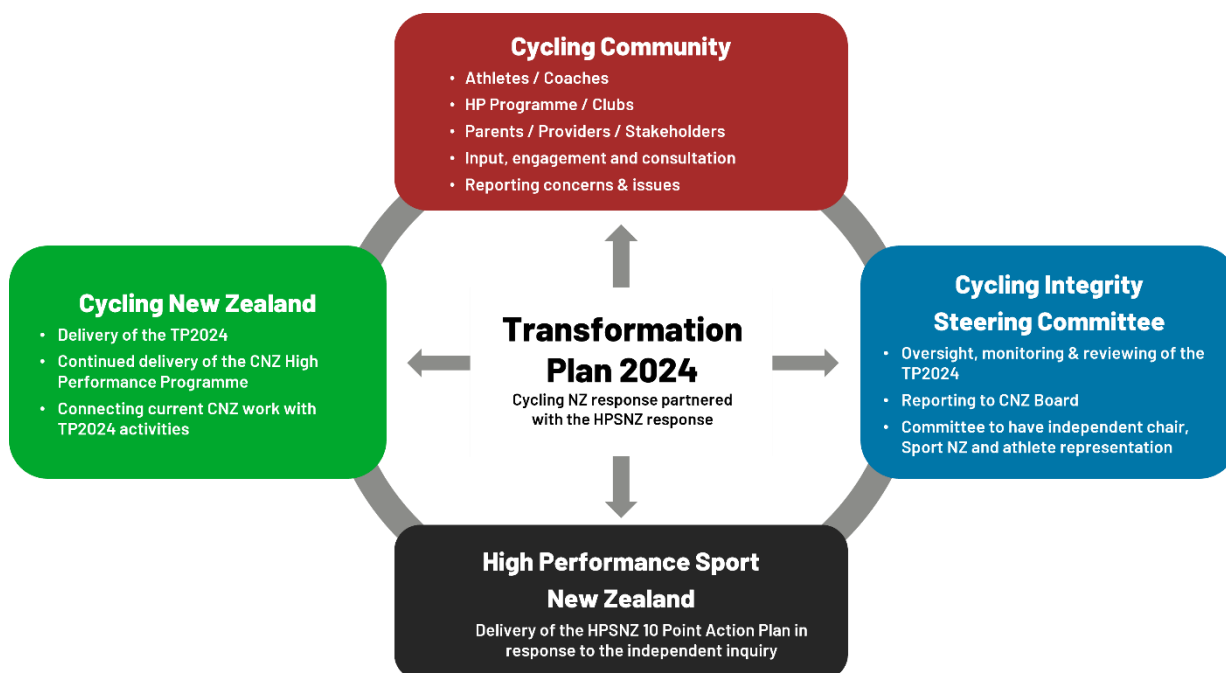 Cycling Community
• Athletes / Coaches
• HP Programme / Clubs
• Parents / Providers / Stakeholders
• Input, engagement and consultation
• Reporting concerns & issues
Cycling New Zealand
• Delivery of the TP2024
• Continued delivery of the CNZ High
Performance Programme
• Connecting current CNZ work with
TP2024 activities
Transformation
Plan 2024
Cycling NZ response partnered
with the HPSNZ response
Cycling Integrity
Steering Committee
• Oversight, monitoring & reviewing of the
TP2024
• Reporting to CNZ Board
• Committee to have independent chair,
Sport NZ and athlete representation
High Performance Sport
New Zealand
Delivery of the HPSNZ 10 Point Action Plan in
response to the independent inquiry